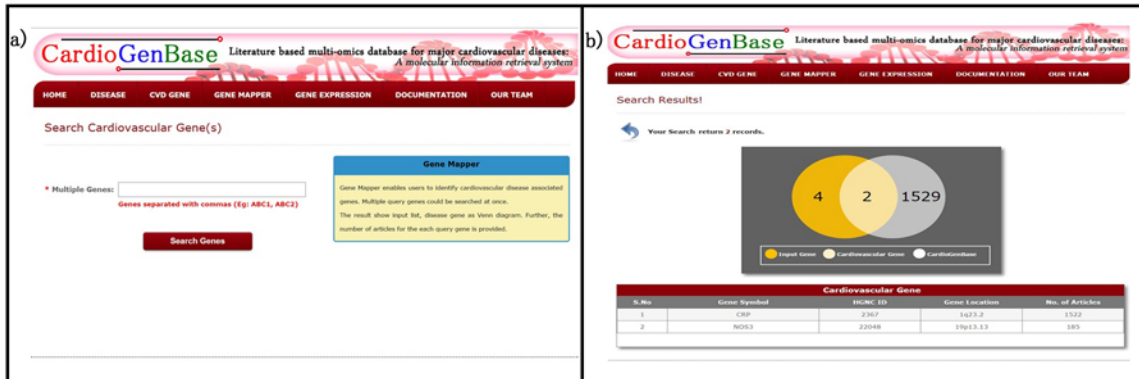 a)
CardioGenBase
Literature based multi-omics database for major cardiovascular diseases:
A molecular information retrieval system
HOME DISEASE CVD GENE GENE MAPPER GENE EXPRESSION DOCUMENTATION OUR TEAM
Search Cardiovascular Gene(s)
* Multiple Genes:
Genes separated with commas (Eg: ABC1, ABC2)
Search Genes
Gene Mapper
Gene Mapper enables users to identify cardiovascular disease associated
genes. Multiple query genes could be searched at once.
The result show input list, disease gene as Venn diagram. Further, the
number of articles for the each query gene is provided.
b)
CardioGenBase
Literature based multi-omics database for major cardiovascular diseases:
A molecular information retrieval system
HOME DISEASE CVD GENE GENE MAPPER GENE EXPRESSION DOCUMENTATION OUR TEAM
Search Results!
Your Search return 2 records.
4 2 1529
Input Gene Cardiovascular Gene CardioGenBase
Cardiovascular Gene
S.No Gene Symbol HGNC ID Gene Location No. of Articles
1 CRP 2367 1q23.2 1522
2 NOS3 22048 19p13.13 185